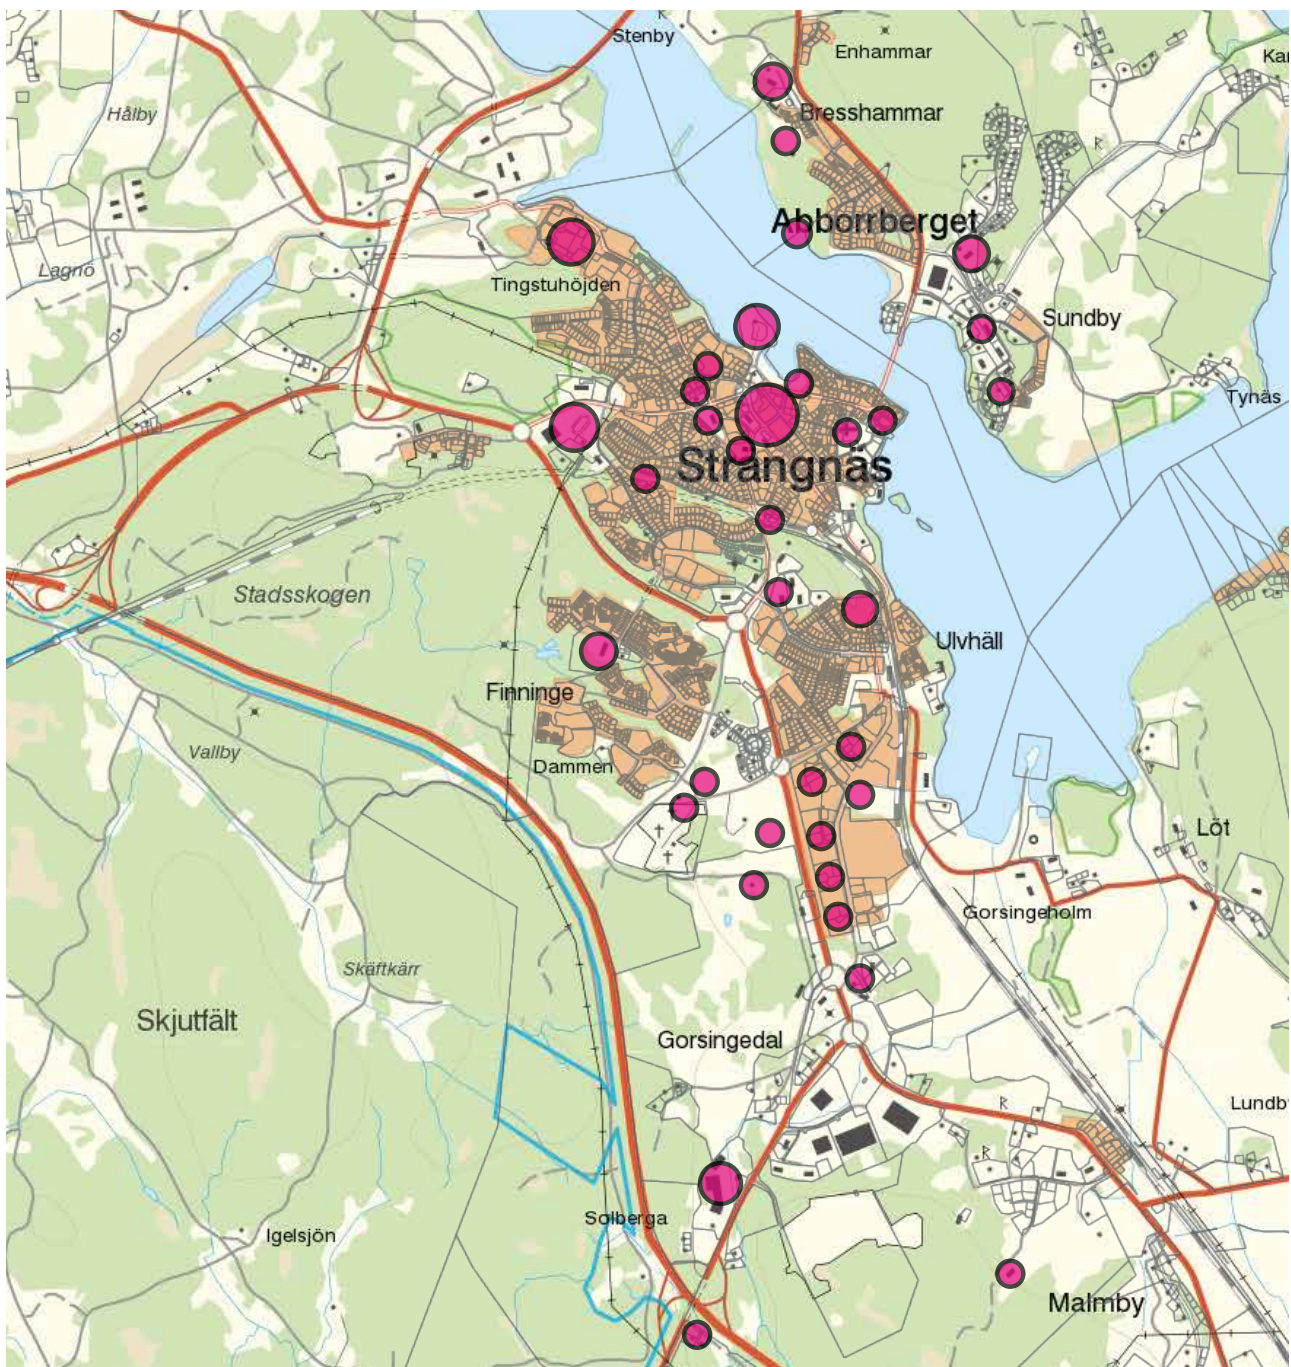 Stenby
Enhammar
Hålby
Bresshammar
Abborrberget
Lagnö
Tingstuhöjden
Sundby
Tynäs
Strängnäs
Stadsskogen
Ulvhäll
Finninge
Vallby
Dammen
Löt
Gorsingeholm
Skäftkärr
Skjutfält
Gorsingedal
Lundby
Solberga
Igelsjön
Malmby